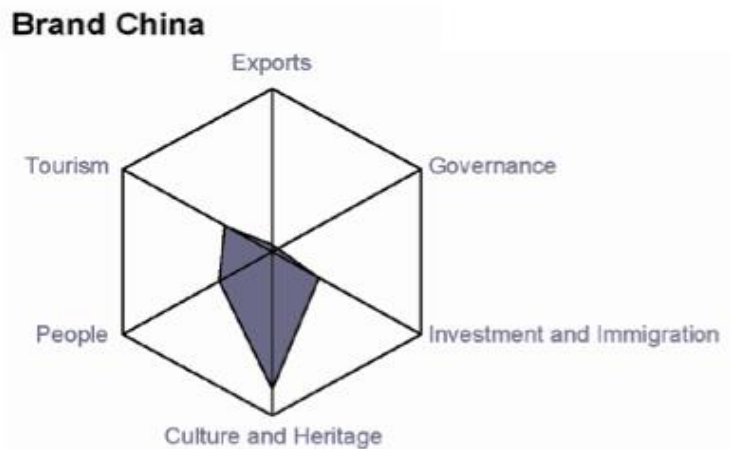 Brand China
Exports
Tourism
Governance
People
Investment and Immigration
Culture and Heritage